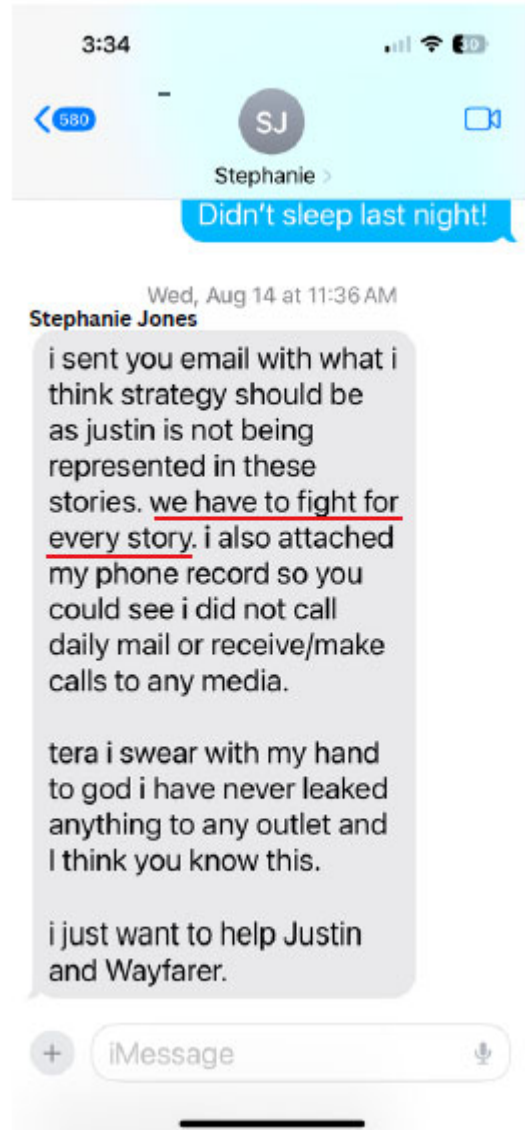 3:34
30
580
SJ
Stephanie >
Didn't sleep last night!
Wed, Aug 14 at 11:36 AM
Stephanie Jones
i sent you email with what i
think strategy should be
as justin is not being
represented in these
stories. we have to fight for
every story. i also attached
my phone record so you
could see i did not call
daily mail or receive/make
calls to any media.
tera i swear with my hand
to god i have never leaked
anything to any outlet and
I think you know this.
i just want to help Justin
and Wayfarer.
iMessage